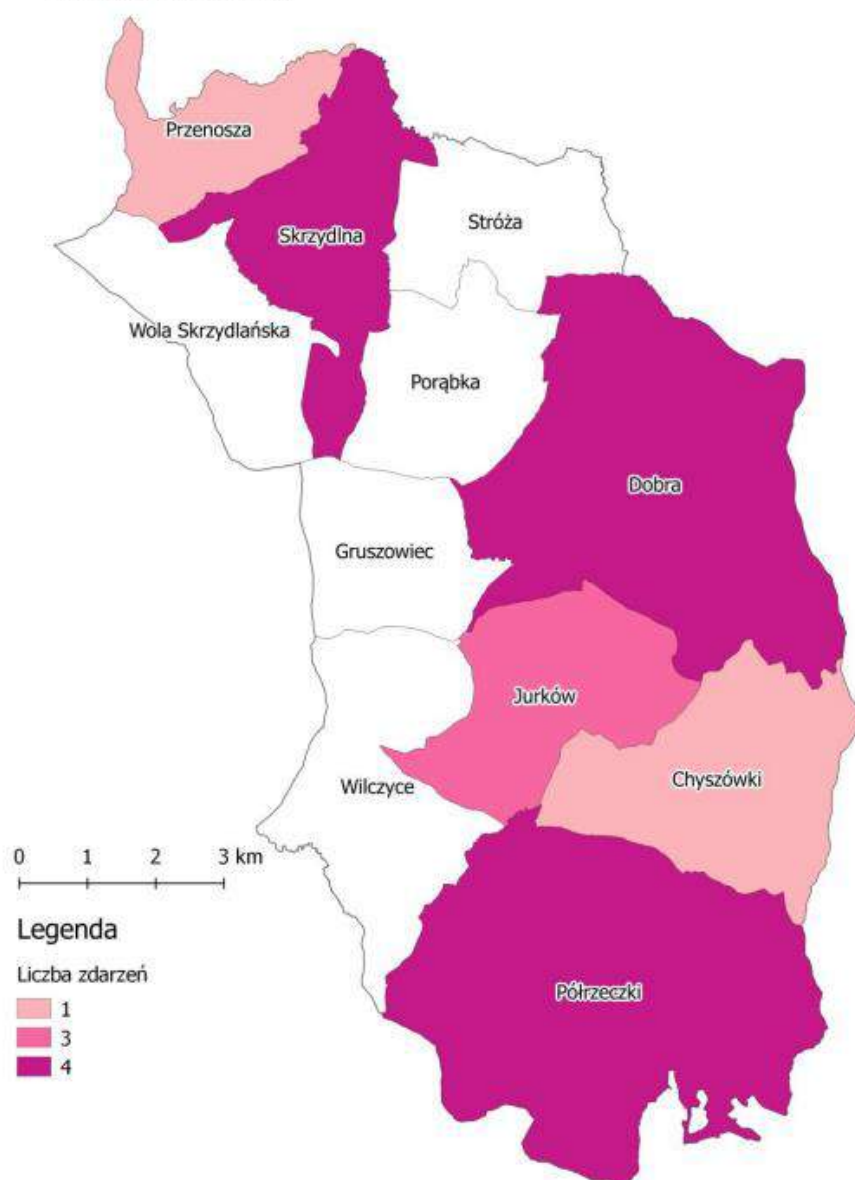 Przenosza
Stróża
Skrzydlna
Wola Skrzydlańska
Porąbka
Dobra
Gruszowiec
Jurków
Chyszówki
Wilczyce
0 1 2 3 km
Legenda
Liczba zdarzeń
1
3
4
Półrzeczki